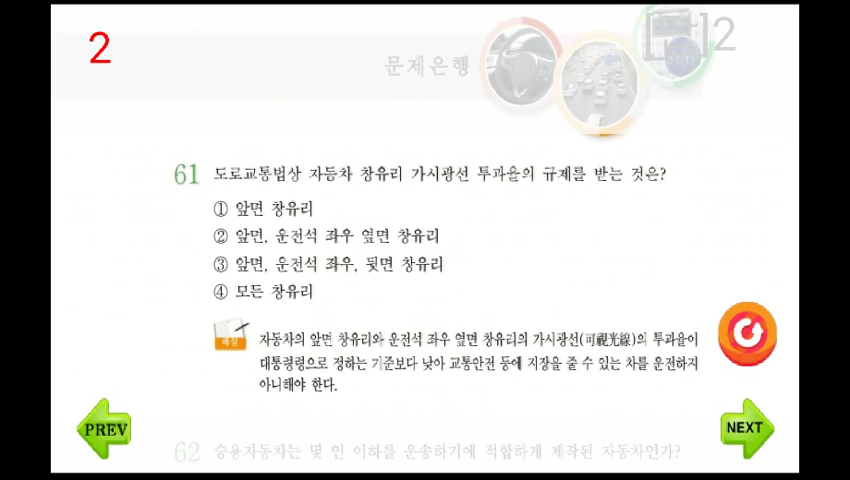 2
문제은행
[답]2
61 도로교통법상 자동차 창유리 가시광선 투과율의 규제를 받는 것은?
① 앞면 창유리
② 앞면, 운전석 좌우 옆면 창유리
③ 앞면, 운전석 좌우, 뒷면 창유리
④ 모든 창유리
해설
자동차의 앞면 창유리와 운전석 좌우 옆면 창유리의 가시광선(可視光線)의 투과율이
대통령령으로 정하는 기준보다 낮아 교통안전 등에 지장을 줄 수 있는 차를 운전하지
아니해야 한다.
PREV
NEXT
62 승용자동차는 몇 인 이하를 운송하기에 적합하게 제작된 자동차인가?